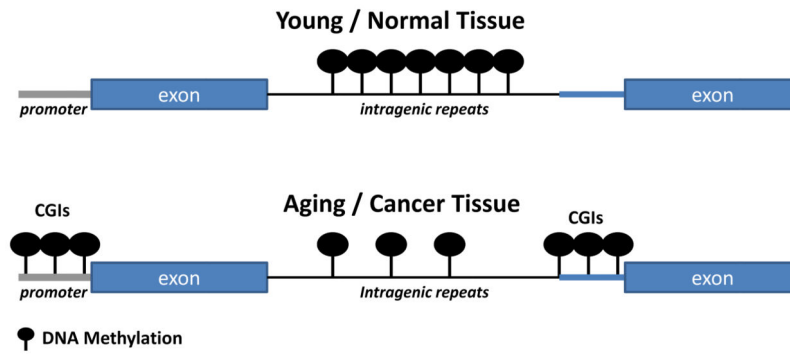 Young / Normal Tissue
exon
exon
promoter
intragenic repeats
Aging / Cancer Tissue
CGIs
CGIs
exon
exon
promoter
Intragenic repeats
DNA Methylation